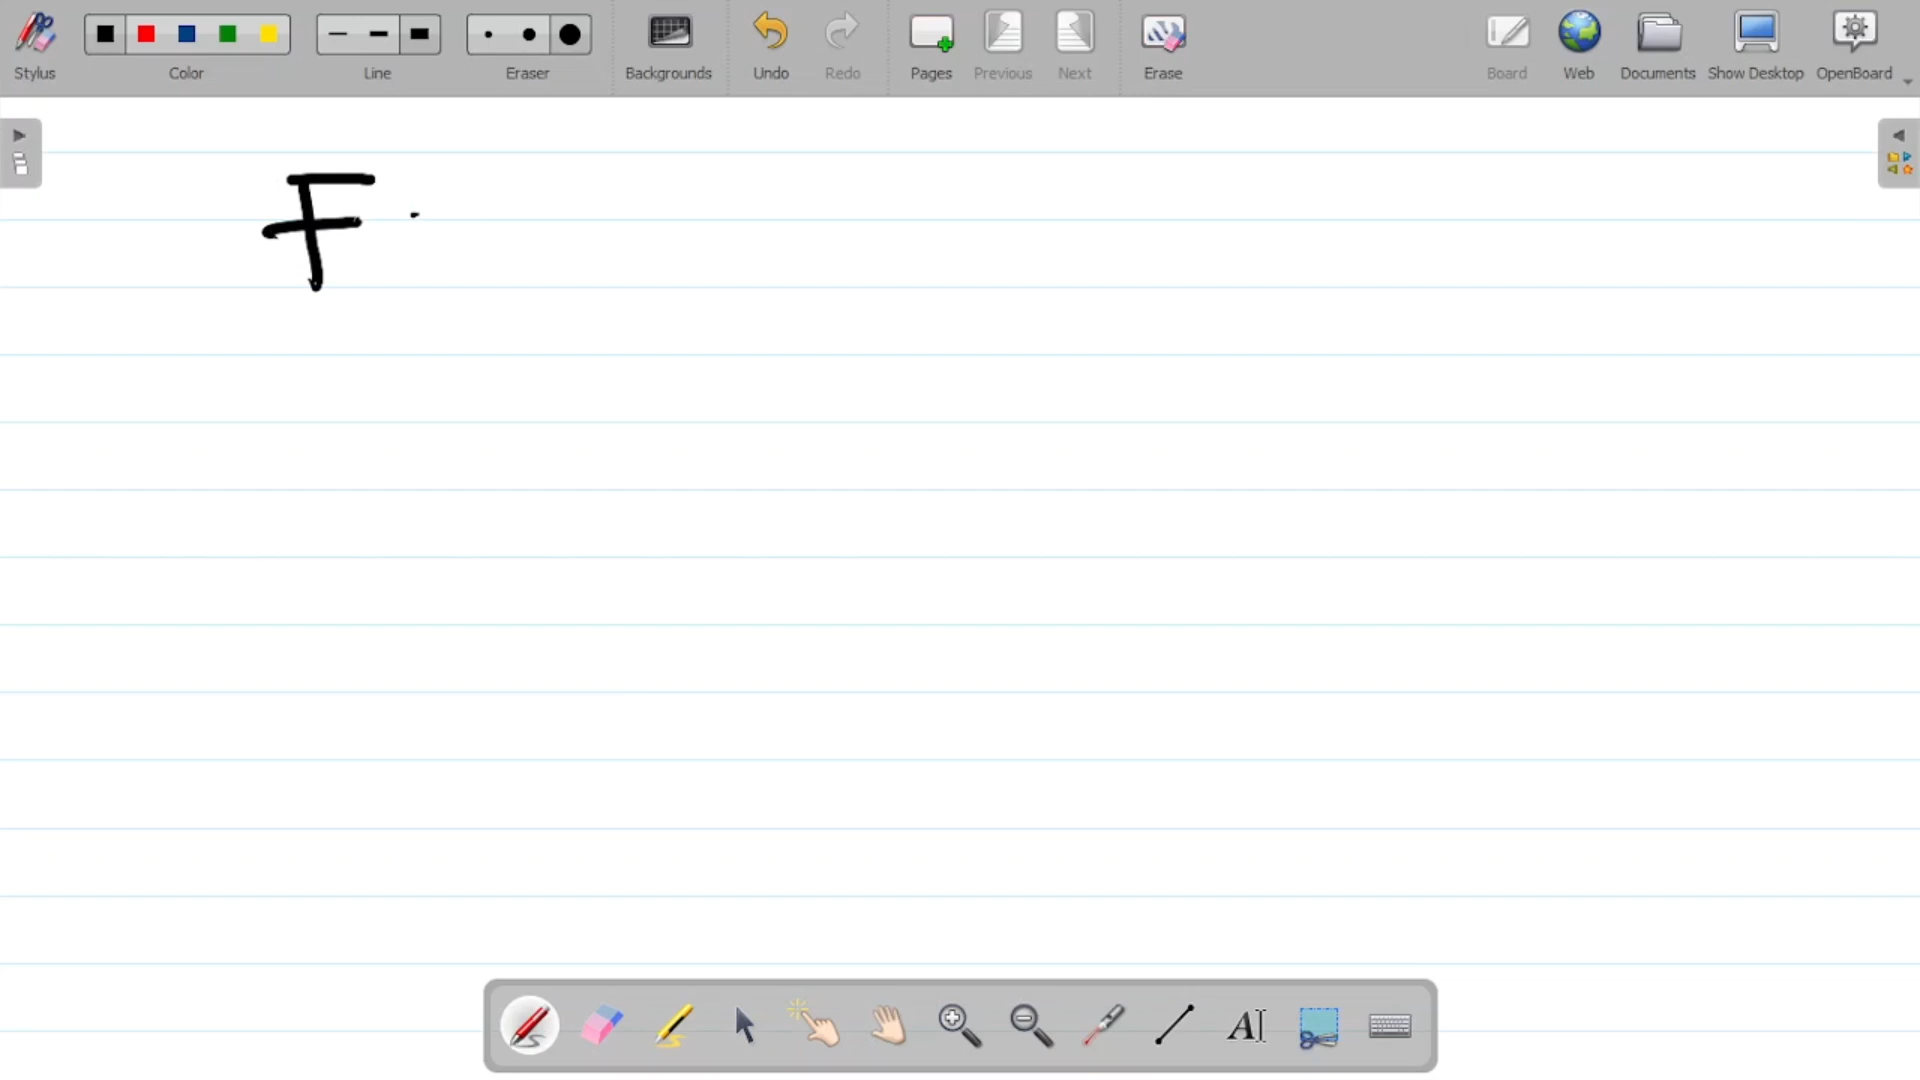 Stylus
Color
Line
Eraser
Backgrounds
Undo
Redo
Pages
Previous
Next
Erase
Board
Web
Documents
Show Desktop
OpenBoard
F
A